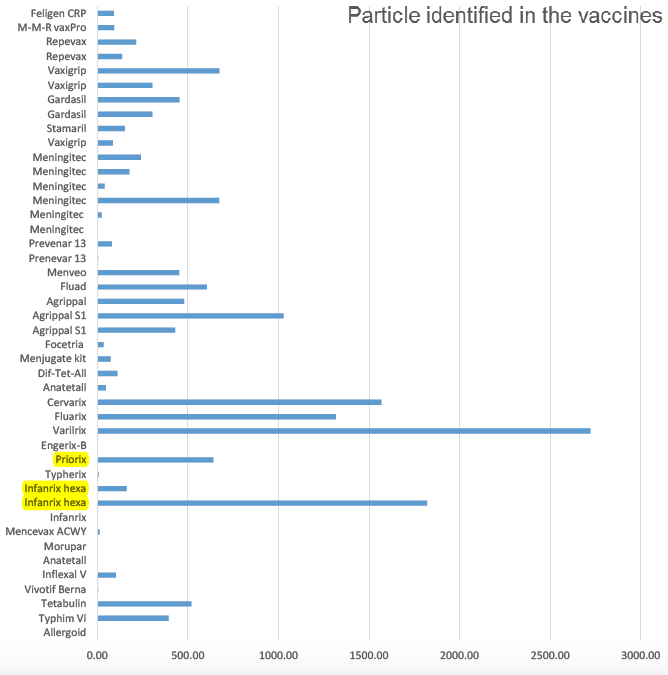 Particle identified in the vaccines
Feligen CRP
M-M-R vaxPro
Repevax
Repevax
Vaxigrip
Vaxigrip
Gardasil
Gardasil
Stamaril
Vaxigrip
Meningitec
Meningitec
Meningitec
Meningitec
Meningitec
Meningitec
Prevenar 13
Prenevar 13
Menveo
Fluad
Agrippal
Agrippal S1
Agrippal S1
Focetria
Menjugate kit
Dif-Tet-All
Anatetall
Cervarix
Fluarix
Varilrix
Engerix-B
Priorix
Typherix
Infanrix hexa
Infanrix hexa
Infanrix
Mencevax ACWY
Morupar
Anatetall
Inflexal V
Vivotif Berna
Tetabulin
Typhim Vi
Allergoid
0.00 500.00 1000.00 1500.00 2000.00 2500.00 3000.00